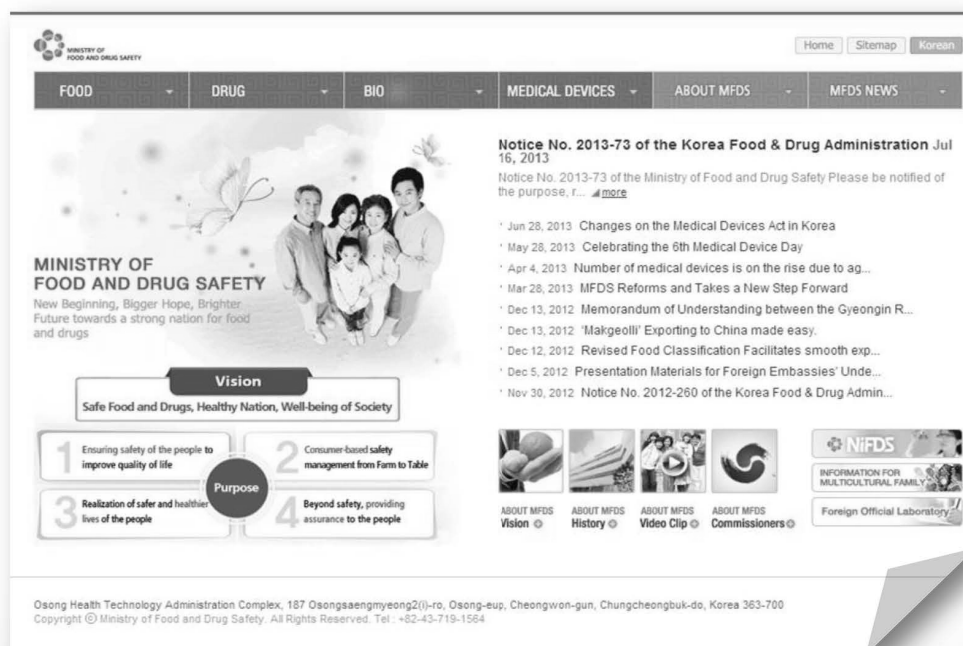 MINISTRY OF
FOOD AND DRUG SAFETY
Home Sitemap Korean
FOOD DRUG BIO MEDICAL DEVICES ABOUT MFDS MFDS NEWS
Notice No. 2013-73 of the Korea Food & Drug Administration Jul
16, 2013
Notice No. 2013-73 of the Ministry of Food and Drug Safety Please be notified of
the purpose, r... more
Jun 28, 2013 Changes on the Medical Devices Act in Korea
May 28, 2013 Celebrating the 6th Medical Device Day
Apr 4, 2013 Number of medical devices is on the rise due to ag...
Mar 28, 2013 MFDS Reforms and Takes a New Step Forward
Dec 13, 2012 Memorandum of Understanding between the Gyeongin R...
Dec 13, 2012 'Makgeolli' Exporting to China made easy.
Dec 12, 2012 Revised Food Classification Facilitates smooth exp...
Dec 5, 2012 Presentation Materials for Foreign Embassies' Unde...
Nov 30, 2012 Notice No. 2012-260 of the Korea Food & Drug Admin...
MINISTRY OF
FOOD AND DRUG SAFETY
New Beginning, Bigger Hope, Brighter
Future towards a strong nation for food
and drugs
Vision
Safe Food and Drugs, Healthy Nation, Well-being of Society
1 Ensuring safety of the people to
improve quality of life
2 Consumer-based safety
management from Farm to Table
Purpose
3 Realization of safer and healthier
lives of the people
4 Beyond safety, providing
assurance to the people
ABOUT MFDS
Vision
ABOUT MFDS
History
ABOUT MFDS
Video Clip
ABOUT MFDS
Commissioners
NiFDS
INFORMATION FOR
MULTICULTURAL FAMILY
Foreign Official Laboratory
Osong Health Technology Administration Complex, 187 Osongsaengmyeong2(i)-ro, Osong-eup, Cheongwon-gun, Chungcheongbuk-do, Korea 363-700
Copyright ⓒ Ministry of Food and Drug Safety. All Rights Reserved. Tel : +82-43-719-1564